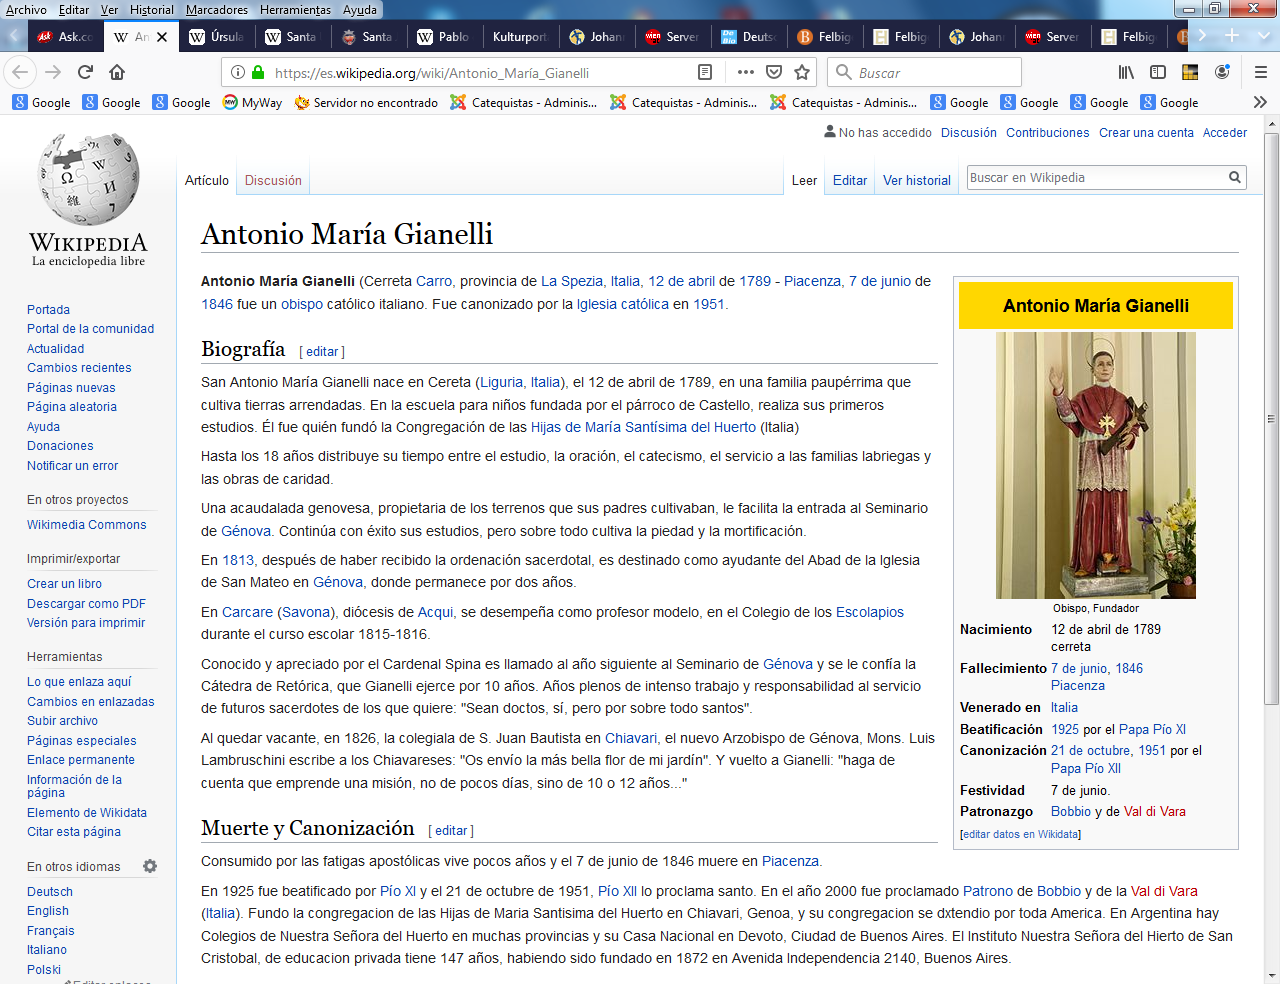 Archivo Editar Ver Historial Marcadores Herramientas Ayuda
Ask.co An Úrsula Santa Santa Pablo Kulturport Johan Server Deuts Felbig Felbig Johan Server Felbige
https://es.wikipedia.org/wiki/Antonio_María_Gianelli
Buscar
Google Google Google MyWay Servidor no encontrado Catequistas - Adminis... Catequistas - Adminis... Catequistas - Adminis... Google Google Google Google
No has accedido Discusión Contribuciones Crear una cuenta Acceder
Artículo Discusión Leer Editar Ver historial Buscar en Wikipedia
WIKIPEDIA
La enciclopedia libre
Portada
Portal de la comunidad
Actualidad
Cambios recientes
Páginas nuevas
Página aleatoria
Ayuda
Donaciones
Notificar un error
En otros proyectos
Wikimedia Commons
Imprimir/exportar
Crear un libro
Descargar como PDF
Versión para imprimir
Herramientas
Lo que enlaza aquí
Cambios en enlazadas
Subir archivo
Páginas especiales
Enlace permanente
Información de la
página
Elemento de Wikidata
Citar esta página
En otros idiomas
Deutsch
English
Français
Italiano
Polski
Editar enlaces
Antonio María Gianelli
Antonio María Gianelli (Cerreta Carro, provincia de La Spezia, Italia, 12 de abril de 1789 - Piacenza, 7 de junio de
1846 fue un obispo católico italiano. Fue canonizado por la Iglesia católica en 1951.
Biografía [ editar ]
San Antonio María Gianelli nace en Cereta (Liguria, Italia), el 12 de abril de 1789, en una familia paupérrima que
cultiva tierras arrendadas. En la escuela para niños fundada por el párroco de Castello, realiza sus primeros
estudios. Él fue quién fundó la Congregación de las Hijas de María Santísima del Huerto (Italia)
Hasta los 18 años distribuye su tiempo entre el estudio, la oración, el catecismo, el servicio a las familias labriegas y
las obras de caridad.
Una acaudalada genovesa, propietaria de los terrenos que sus padres cultivaban, le facilita la entrada al Seminario
de Génova. Continúa con éxito sus estudios, pero sobre todo cultiva la piedad y la mortificación.
En 1813, después de haber recibido la ordenación sacerdotal, es destinado como ayudante del Abad de la Iglesia
de San Mateo en Génova, donde permanece por dos años.
En Carcare (Savona), diócesis de Acqui, se desempeña como profesor modelo, en el Colegio de los Escolapios
durante el curso escolar 1815-1816.
Conocido y apreciado por el Cardenal Spina es llamado al año siguiente al Seminario de Génova y se le confía la
Cátedra de Retórica, que Gianelli ejerce por 10 años. Años plenos de intenso trabajo y responsabilidad al servicio
de futuros sacerdotes de los que quiere: "Sean doctos, sí, pero por sobre todo santos".
Al quedar vacante, en 1826, la colegiala de S. Juan Bautista en Chiavari, el nuevo Arzobispo de Génova, Mons. Luis
Lambruschini escribe a los Chiavareses: "Os envío la más bella flor de mi jardín". Y vuelto a Gianelli: "haga de
cuenta que emprende una misión, no de pocos días, sino de 10 o 12 años..."
Muerte y Canonización [ editar ]
Consumido por las fatigas apostólicas vive pocos años y el 7 de junio de 1846 muere en Piacenza.
En 1925 fue beatificado por Pío XI y el 21 de octubre de 1951, Pío XII lo proclama santo. En el año 2000 fue proclamado Patrono de Bobbio y de la Val di Vara
(Italia). Fundo la congregacion de las Hijas de Maria Santisima del Huerto en Chiavari, Genoa, y su congregacion se dxtendio por toda America. En Argentina hay
Colegios de Nuestra Señora del Huerto en muchas provincias y su Casa Nacional en Devoto, Ciudad de Buenos Aires. El Instituto Nuestra Señora del Hierto de San
Cristobal, de educacion privada tiene 147 años, habiendo sido fundado en 1872 en Avenida Independencia 2140, Buenos Aires.
Antonio María Gianelli
Obispo, Fundador
Nacimiento 12 de abril de 1789
cerreta
Fallecimiento 7 de junio, 1846
Piacenza
Venerado en Italia
Beatificación 1925 por el Papa Pío XI
Canonización 21 de octubre, 1951 por el
Papa Pío XII
Festividad 7 de junio.
Patronazgo Bobbio y de Val di Vara
[editar datos en Wikidata]